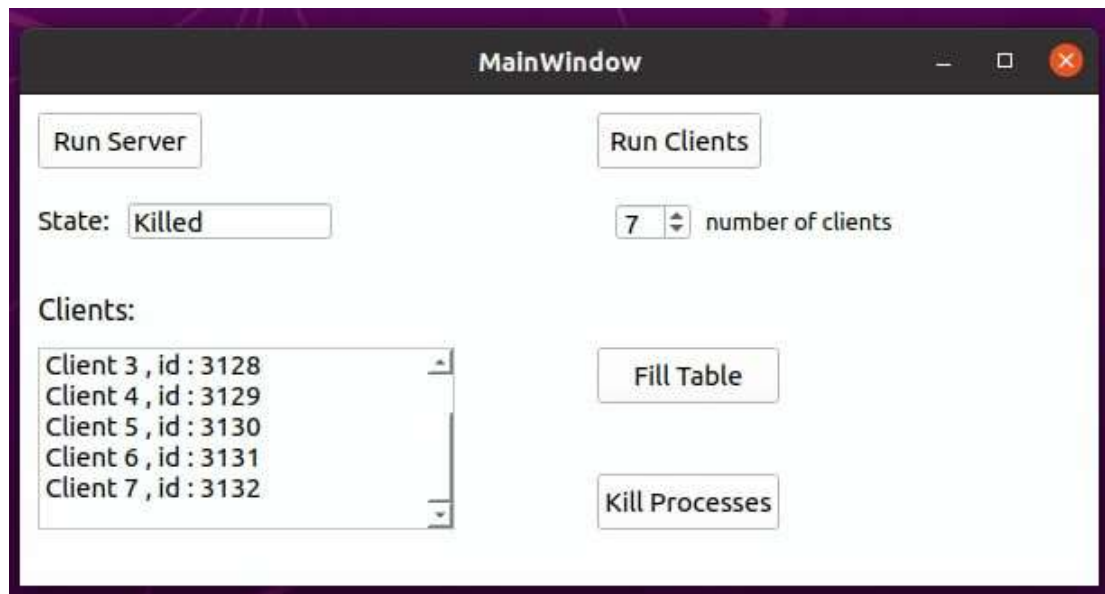 MainWindow
Run Server
Run Clients
State: Killed
7 number of clients
Clients:
Client 3 , id : 3128
Client 4 , id : 3129
Client 5 , id : 3130
Client 6 , id : 3131
Client 7 , id : 3132
Fill Table
Kill Processes